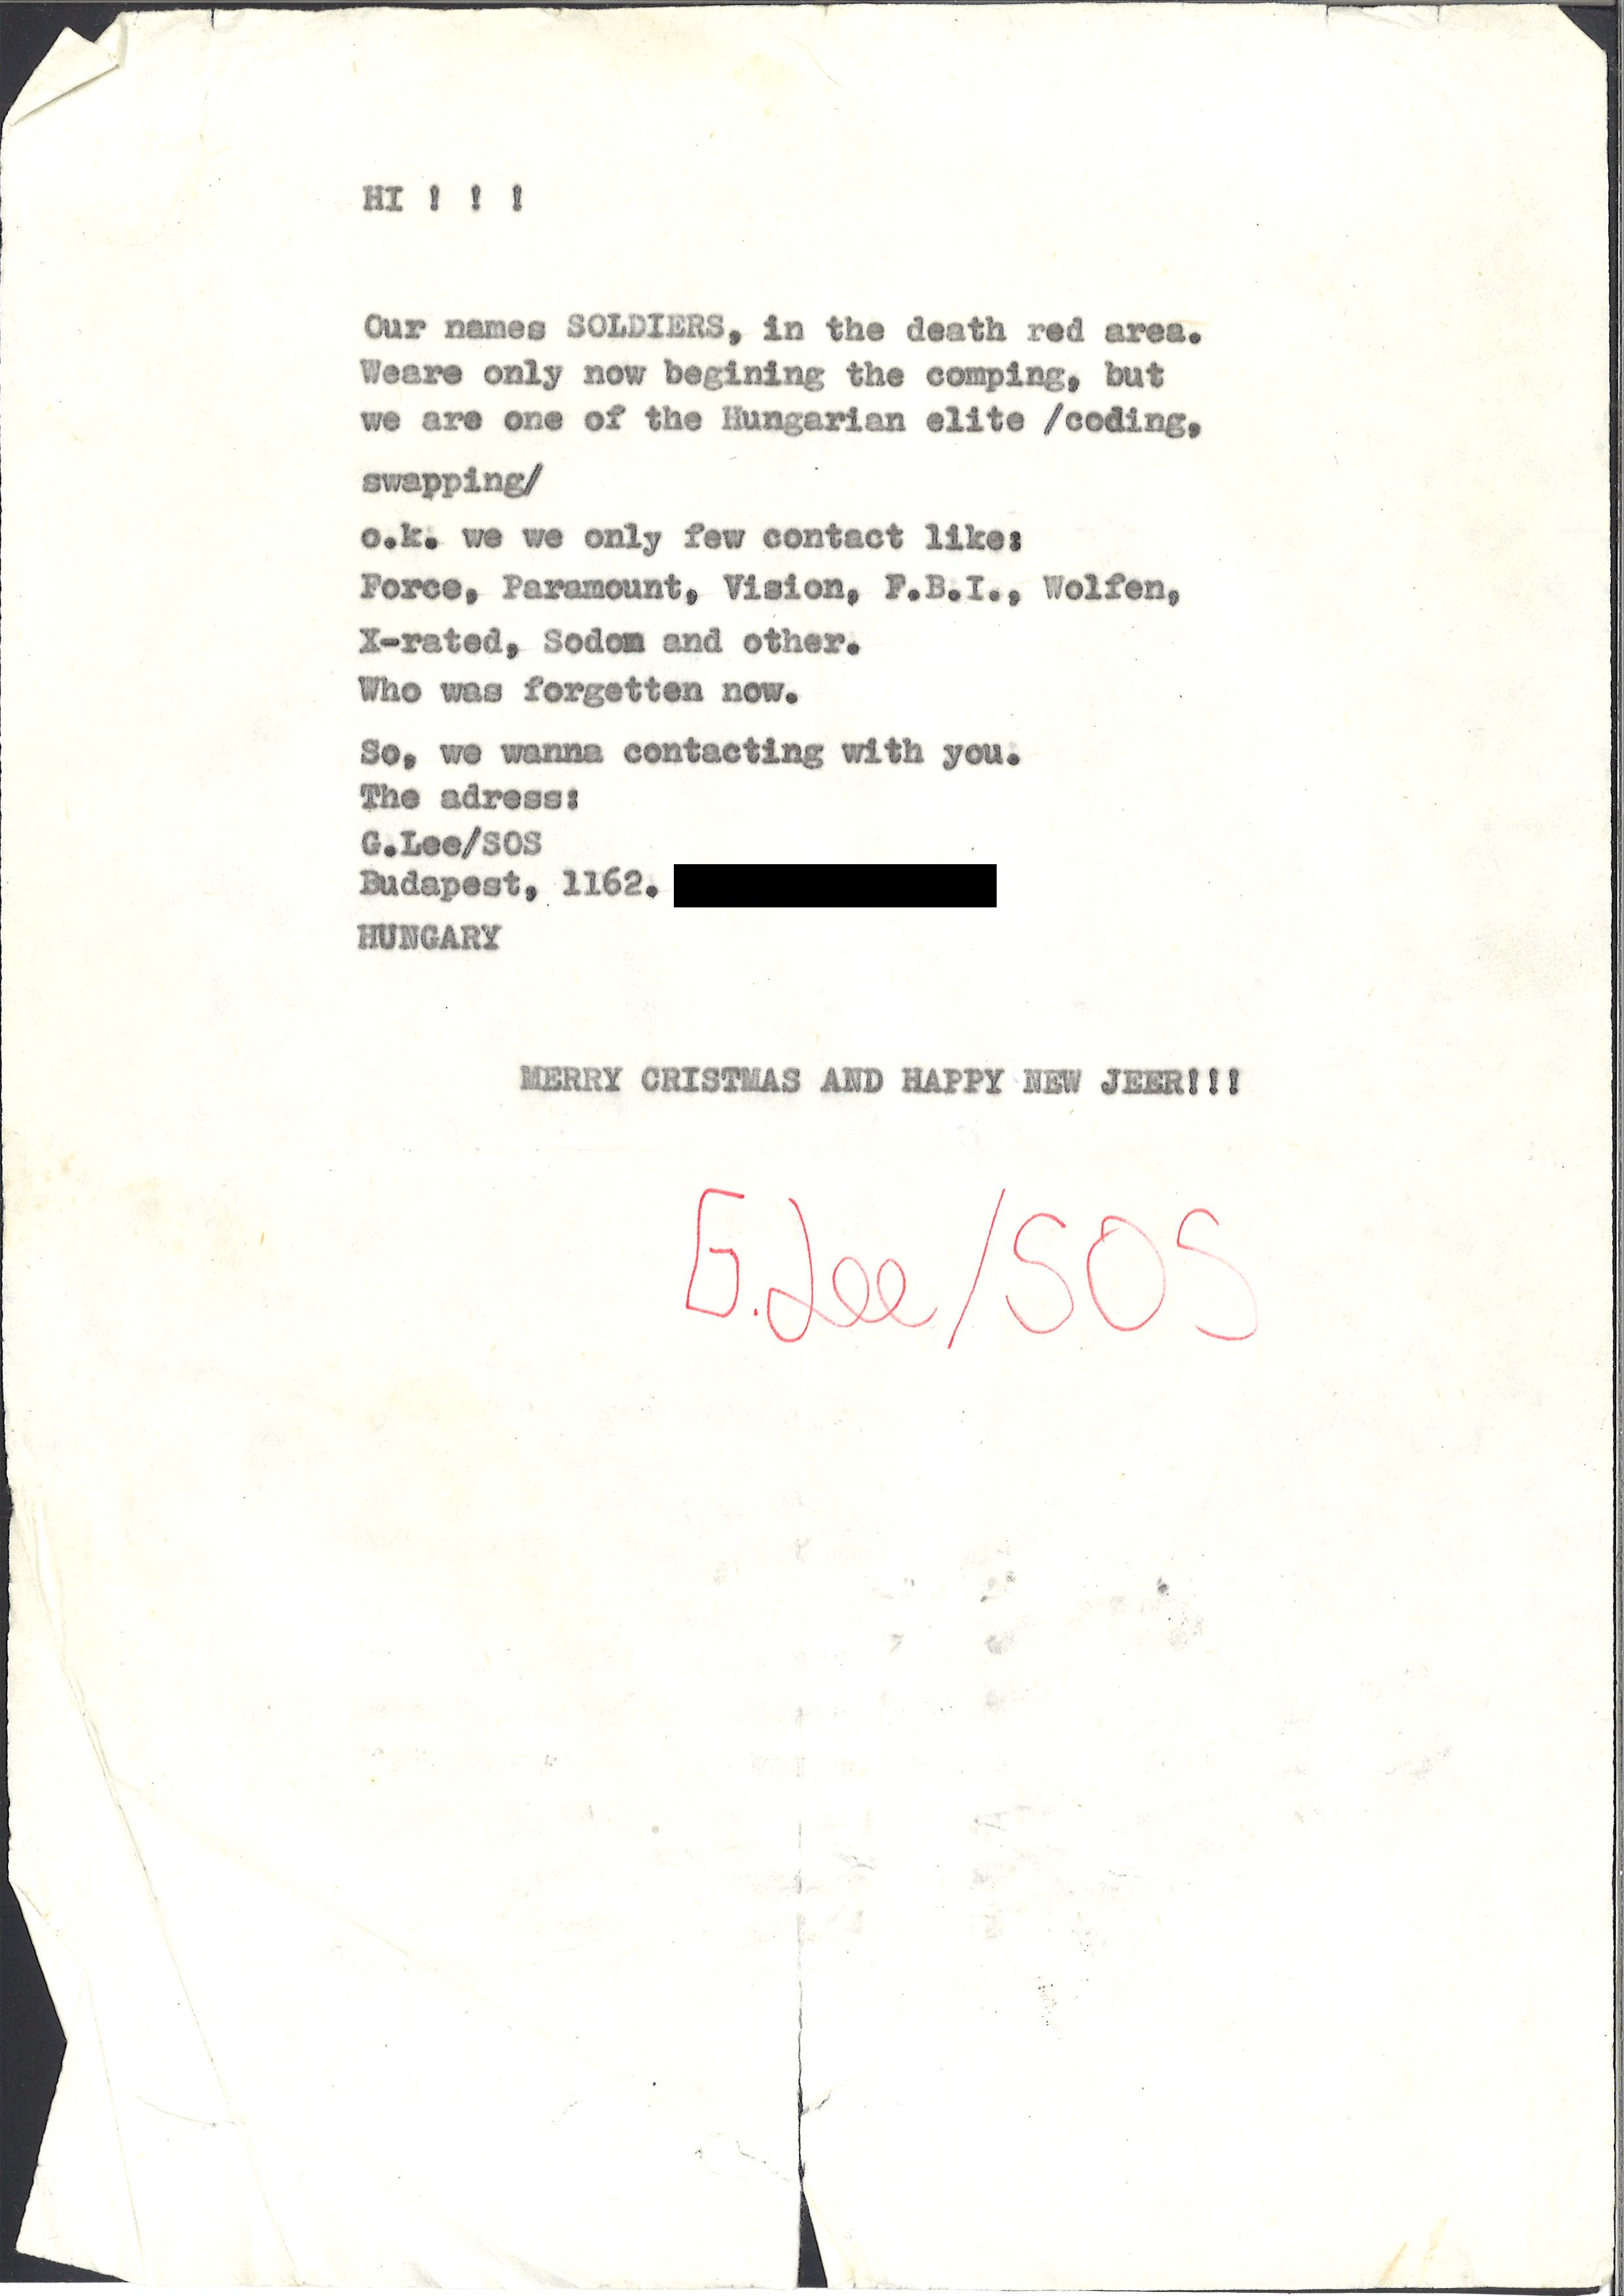 HI ! ! !
Our names SOLDIERS, in the death red area.
Weare only now begining the comping, but
we are one of the Hungarian elite /coding,
swapping/
o.k. we we only few contact like:
Force, Paramount, Vision, F.B.I., Wolfen,
X-rated, Sodom and other.
Who was forgetten now.
So, we wanna contacting with you.
The adress:
G.Lee/SOS
Budapest, 1162.
HUNGARY
MERRY CRISTMAS AND HAPPY NEW JEER!!!
G.Lee/SOS